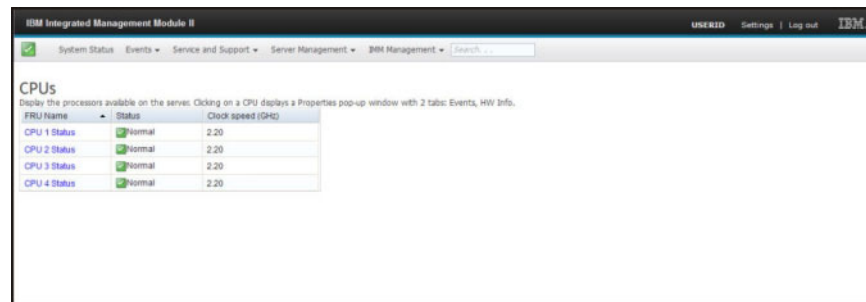 IBM Integrated Management Module II
USERID Settings | Log out IBM
System Status Events Service and Support Server Management IMM Management Search. . .
CPUs
Display the processors available on the server. Clicking on a CPU displays a Properties pop-up window with 2 tabs: Events, HW Info.
FRU Name Status Clock speed (GHz)
CPU 1 Status Normal 2.20
CPU 2 Status Normal 2.20
CPU 3 Status Normal 2.20
CPU 4 Status Normal 2.20